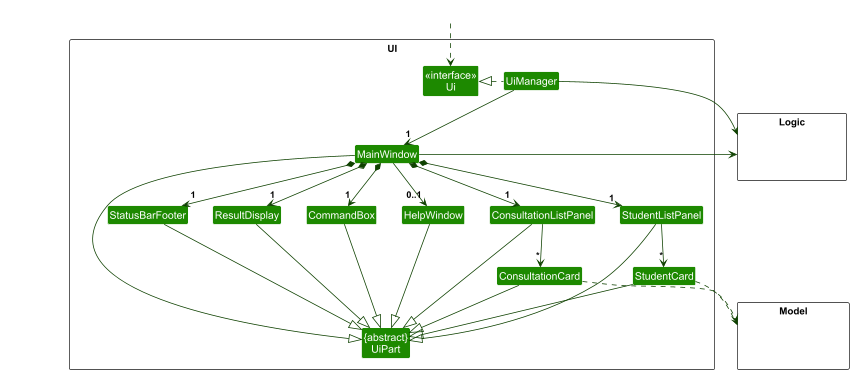 UI
«interface»
Ui
UiManager
Logic
1
MainWindow
1
1
1
0..1
1
1
StatusBarFooter
ResultDisplay
CommandBox
HelpWindow
ConsultationListPanel
StudentListPanel
*
*
ConsultationCard
StudentCard
Model
{abstract}
UiPart